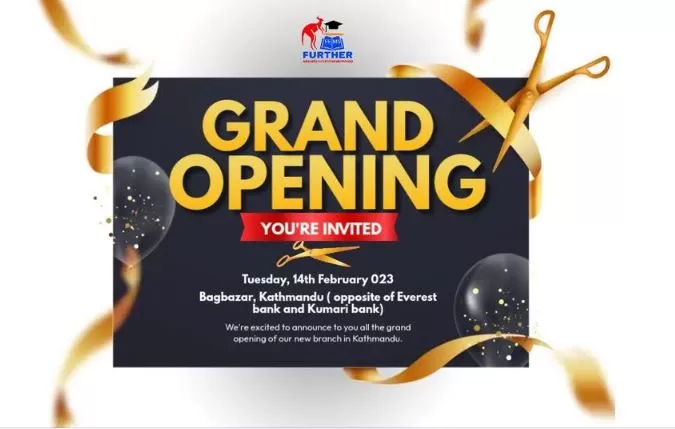 FURTHER
GRAND
OPENING
YOU'RE INVITED
Tuesday, 14th February 023
Bagbazar, Kathmandu ( opposite of Everest
bank and Kumari bank)
We're excited to announce to you all the grand
opening of our new branch in Kathmandu.